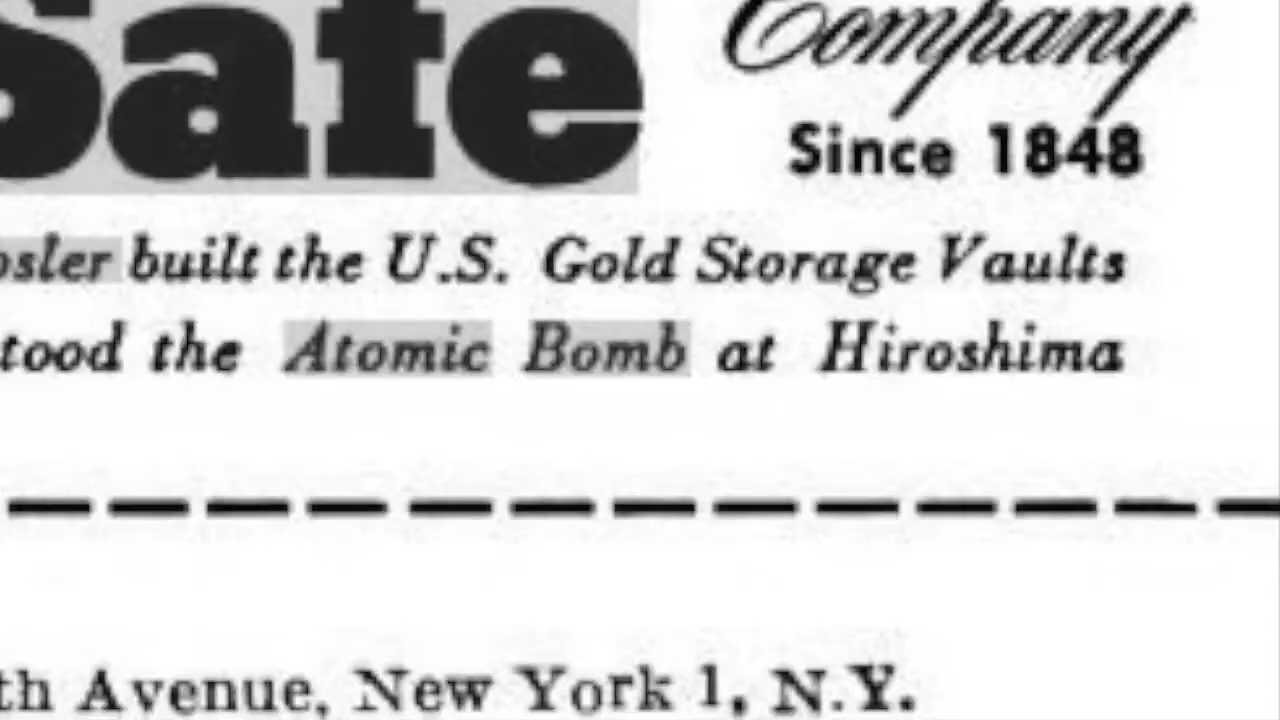 Safe Company
Since 1848
osler built the U.S. Gold Storage Vaults
tood the Atomic Bomb at Hiroshima
th Avenue, New York 1, N.Y.